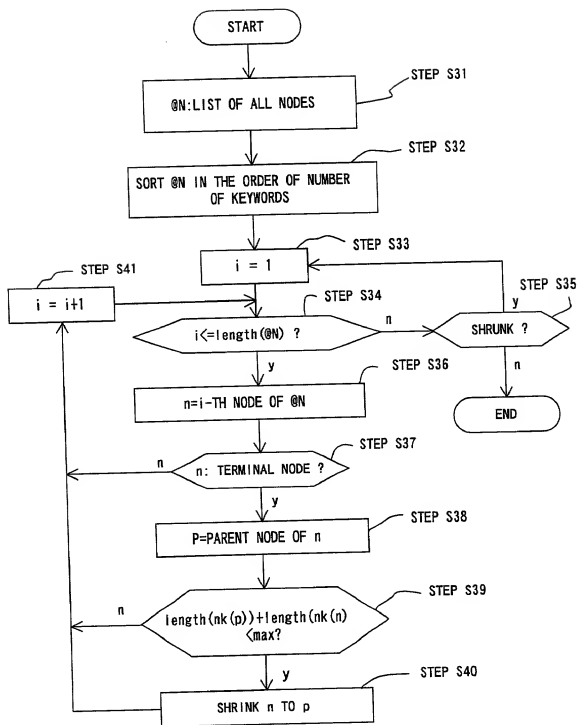 START
STEP S31
@N:LIST OF ALL NODES
STEP S32
SORT @N IN THE ORDER OF NUMBER
OF KEYWORDS
STEP S33
i = 1
STEP S41
i = i+1
STEP S34
i<=length(@N) ?
n
y
STEP S35
SHRUNK ?
y
n
END
STEP S36
n=i-TH NODE OF @N
STEP S37
n: TERMINAL NODE ?
n
y
STEP S38
P=PARENT NODE OF n
STEP S39
length(nk(p))+length(nk(n)
<max?
n
y
STEP S40
SHRINK n TO p